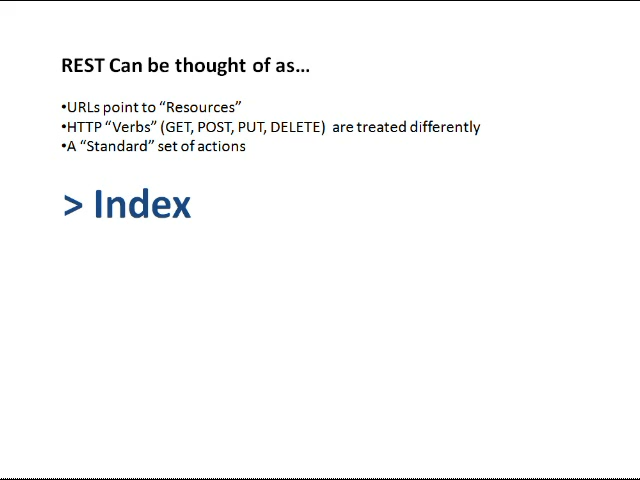 REST Can be thought of as...
•URLs point to “Resources”
•HTTP “Verbs” (GET, POST, PUT, DELETE)  are treated differently
•A “Standard” set of actions
> Index